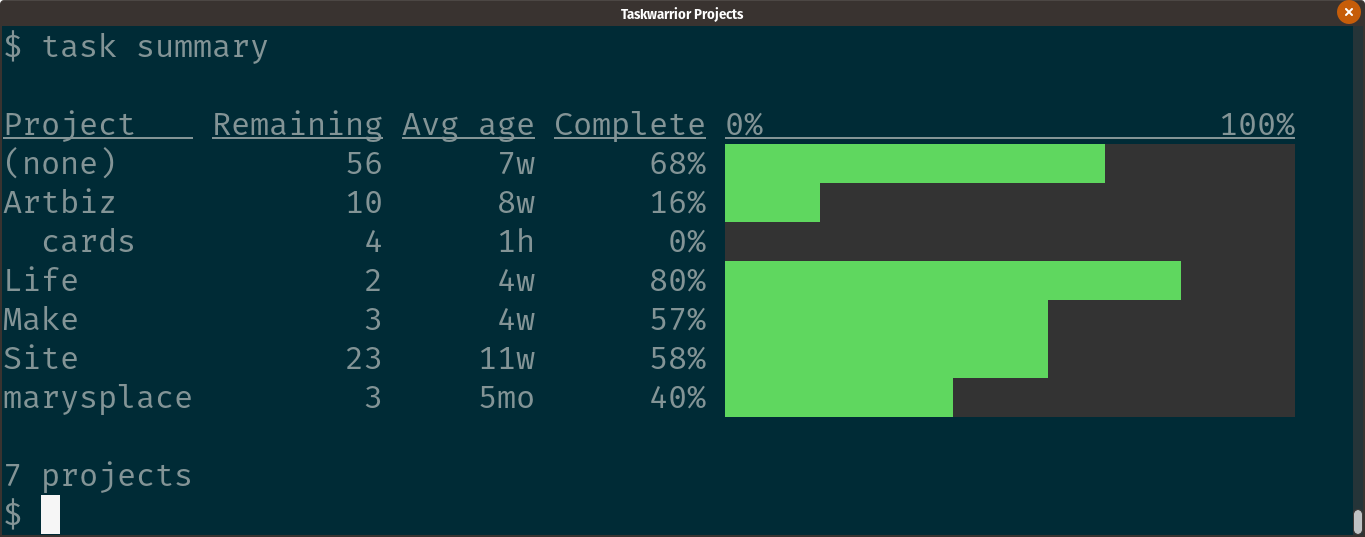 Taskwarrior Projects
$ task summary
Project Remaining Avg age Complete 0% 100%
(none) 56 7w 68%
Artbiz 10 8w 16%
cards 4 1h 0%
Life 2 4w 80%
Make 3 4w 57%
Site 23 11w 58%
marysplace 3 5mo 40%
7 projects
$